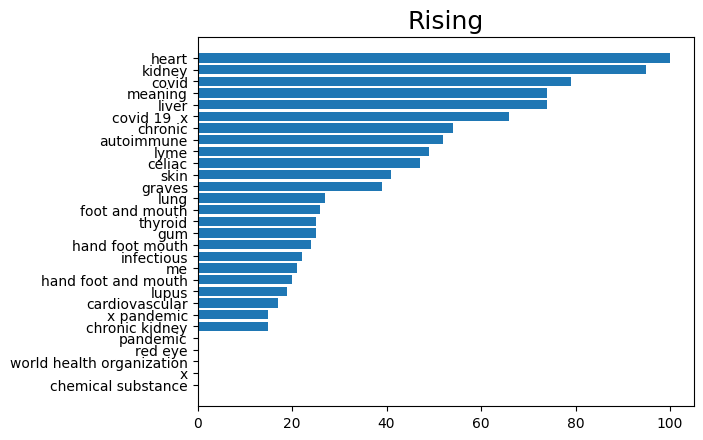 Rising
heart
kidney
covid
meaning
liver
covid 19  x
chronic
autoimmune
lyme
celiac
skin
graves
lung
foot and mouth
thyroid
gum
hand foot mouth
infectious
me
hand foot and mouth
lupus
cardiovascular
x pandemic
chronic kidney
pandemic
red eye
world health organization
x
chemical substance
0 20 40 60 80 100